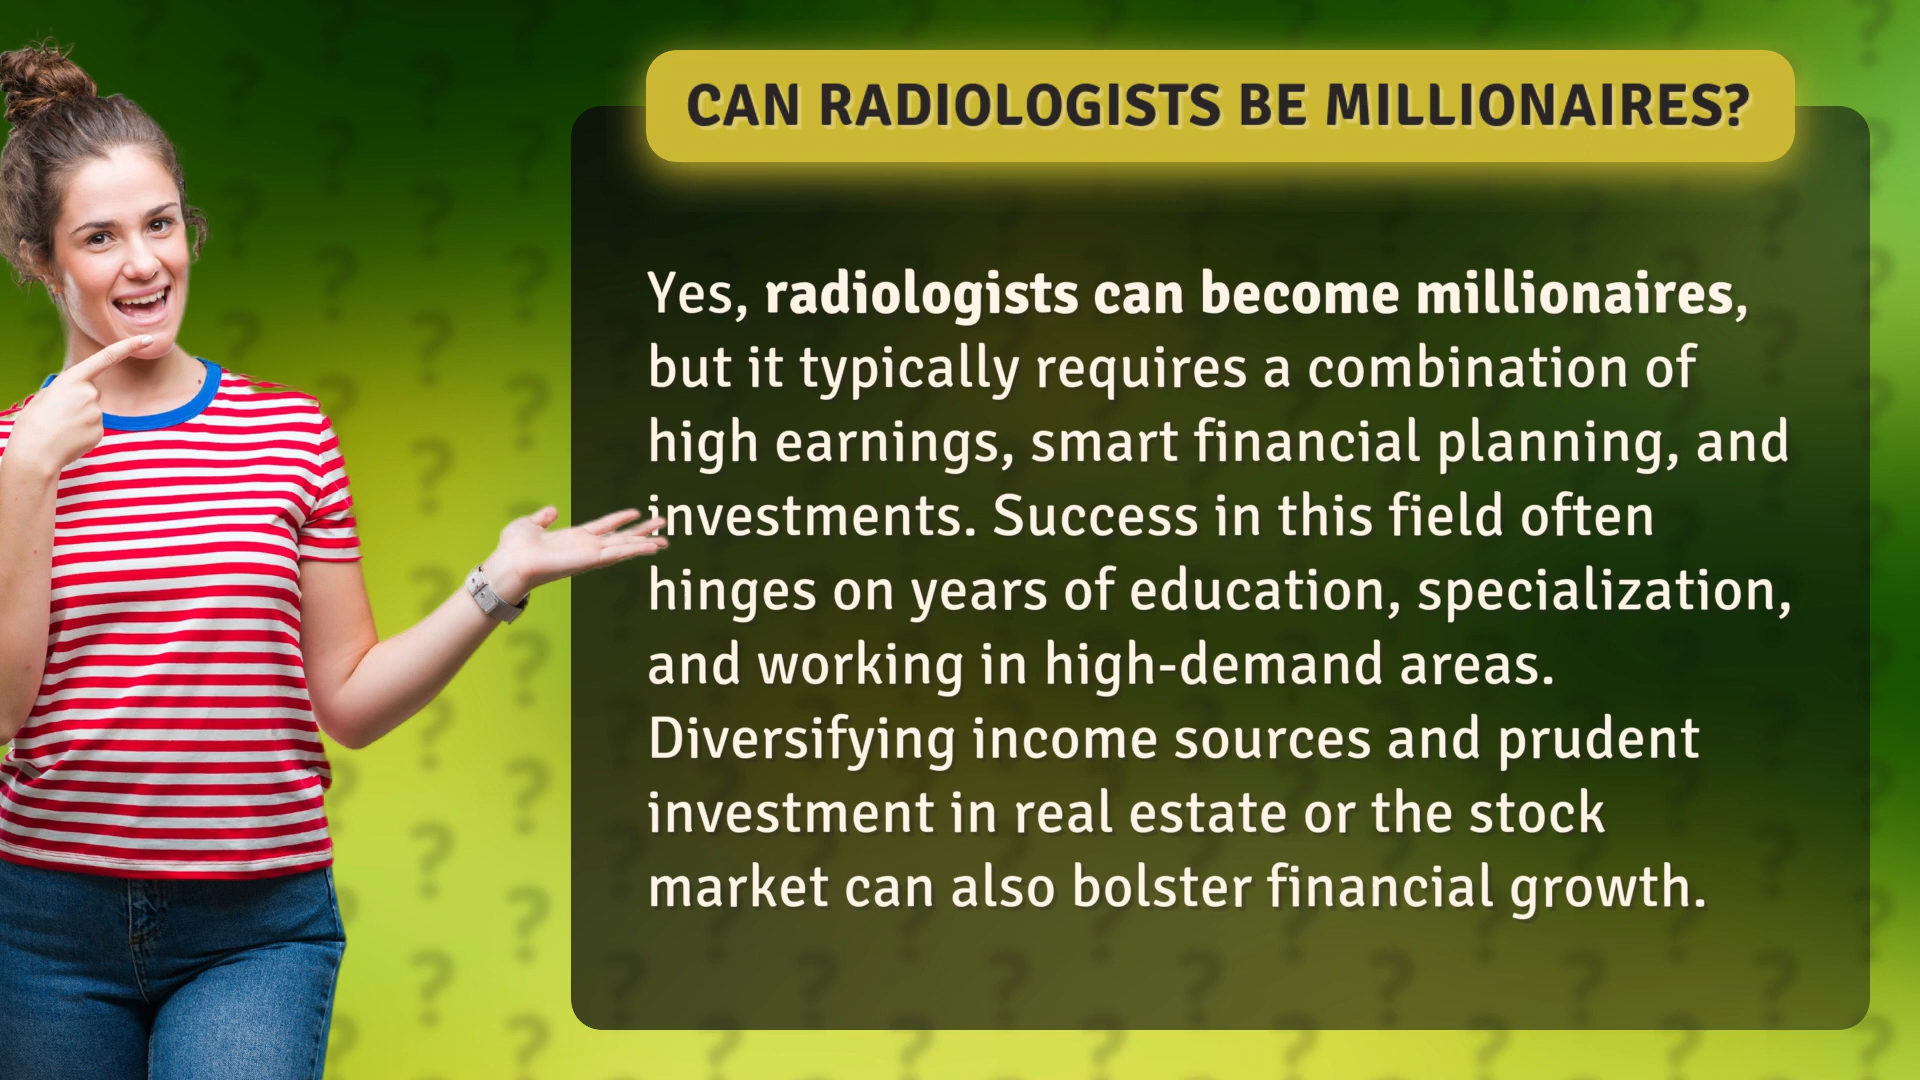 CAN RADIOLOGISTS BE MILLIONAIRES?
Yes, radiologists can become millionaires,
but it typically requires a combination of
high earnings, smart financial planning, and
investments. Success in this field often
hinges on years of education, specialization,
and working in high-demand areas.
Diversifying income sources and prudent
investment in real estate or the stock
market can also bolster financial growth.